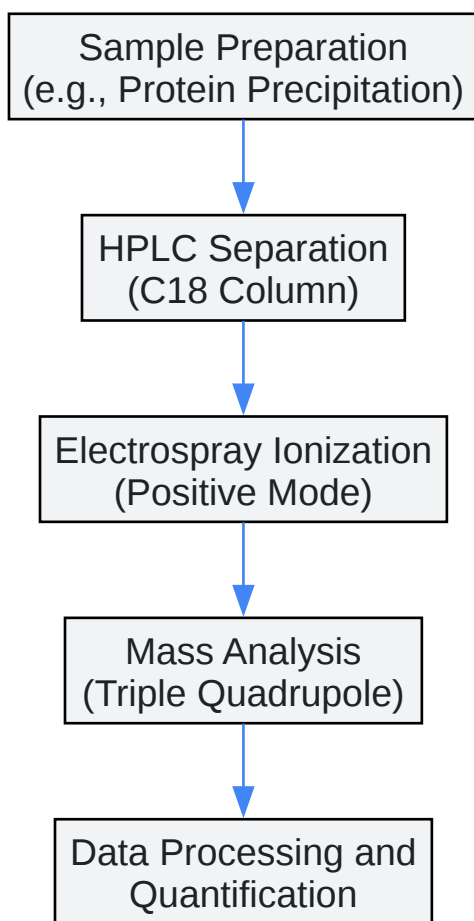 Sample Preparation
(e.g., Protein Precipitation)
HPLC Separation
(C18 Column)
Electrospray Ionization
(Positive Mode)
Mass Analysis
(Triple Quadrupole)
Data Processing and
Quantification